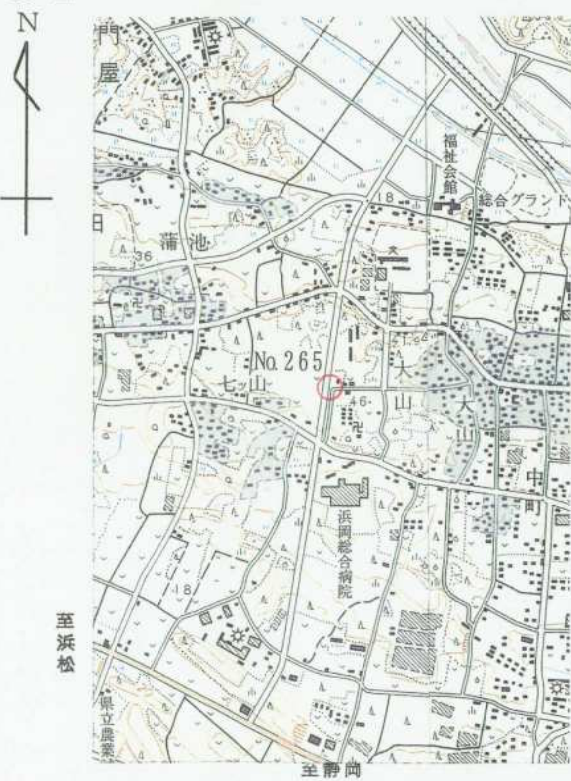 N
門屋
福祉会館
18
総合グランド
田
蒲池
36
No.265
七ッ山
46
大山
大山
中町
浜岡総合病院
18
至浜松
県立農業
至静岡